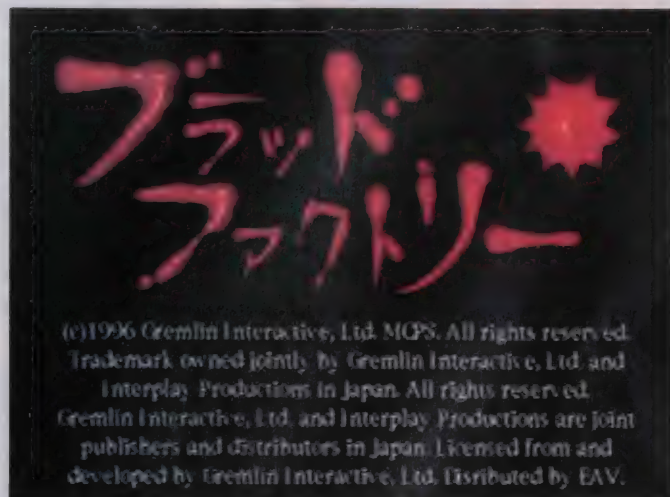 ブラッド
ファクトリー
(c)1996 Gremlin Interactive, Ltd. MCPS. All rights reserved.
Trademark owned jointly by Gremlin Interactive, Ltd. and
Interplay Productions in Japan. All rights reserved.
Gremlin Interactive, Ltd. and Interplay Productions are joint
publishers and distributors in Japan. Licensed from and
developed by Gremlin Interactive, Ltd. Disributed by EAV.